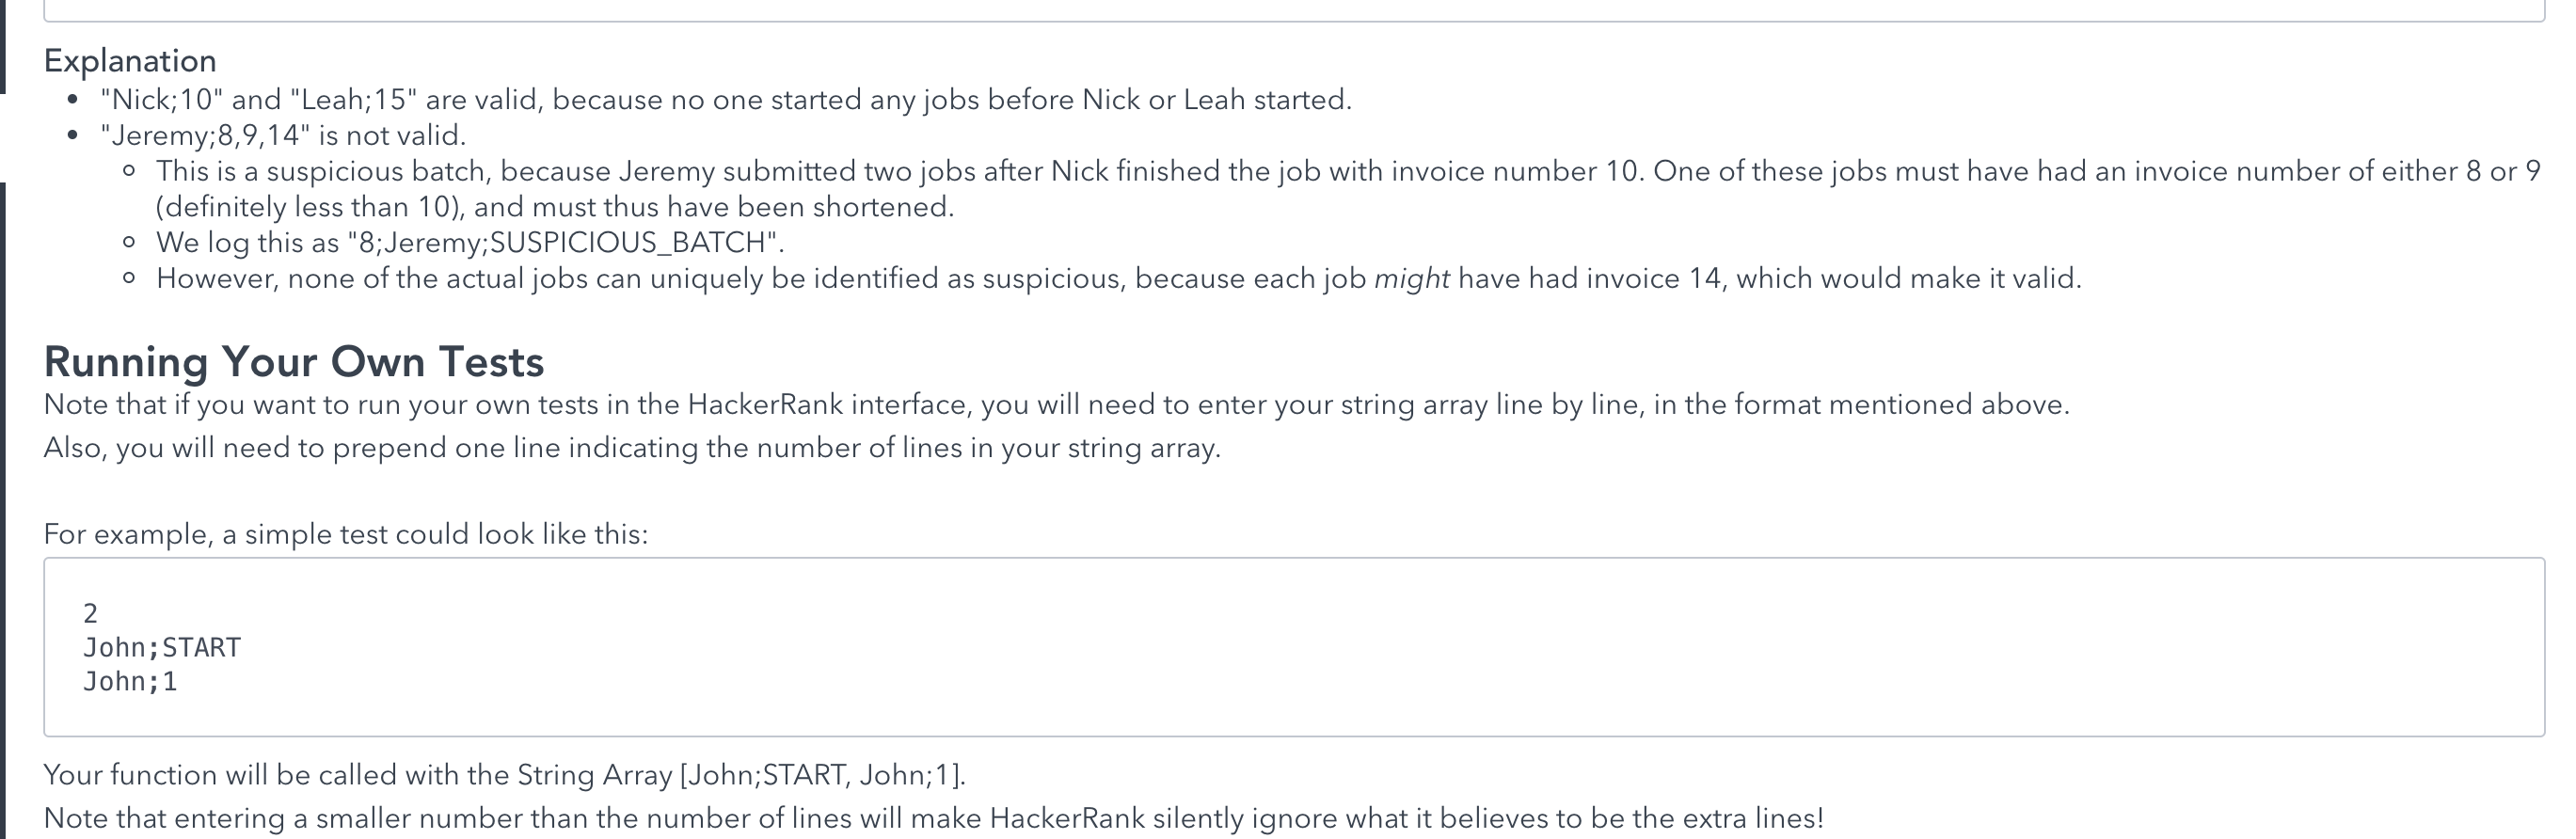 Explanation
• "Nick;10" and "Leah;15" are valid, because no one started any jobs before Nick or Leah started.
• "Jeremy;8,9,14" is not valid.
◦ This is a suspicious batch, because Jeremy submitted two jobs after Nick finished the job with invoice number 10. One of these jobs must have had an invoice number of either 8 or 9
(definitely less than 10), and must thus have been shortened.
◦ We log this as "8;Jeremy;SUSPICIOUS_BATCH".
◦ However, none of the actual jobs can uniquely be identified as suspicious, because each job might have had invoice 14, which would make it valid.
Running Your Own Tests
Note that if you want to run your own tests in the HackerRank interface, you will need to enter your string array line by line, in the format mentioned above.
Also, you will need to prepend one line indicating the number of lines in your string array.
For example, a simple test could look like this:
2
John;START
John;1
Your function will be called with the String Array [John;START, John;1].
Note that entering a smaller number than the number of lines will make HackerRank silently ignore what it believes to be the extra lines!